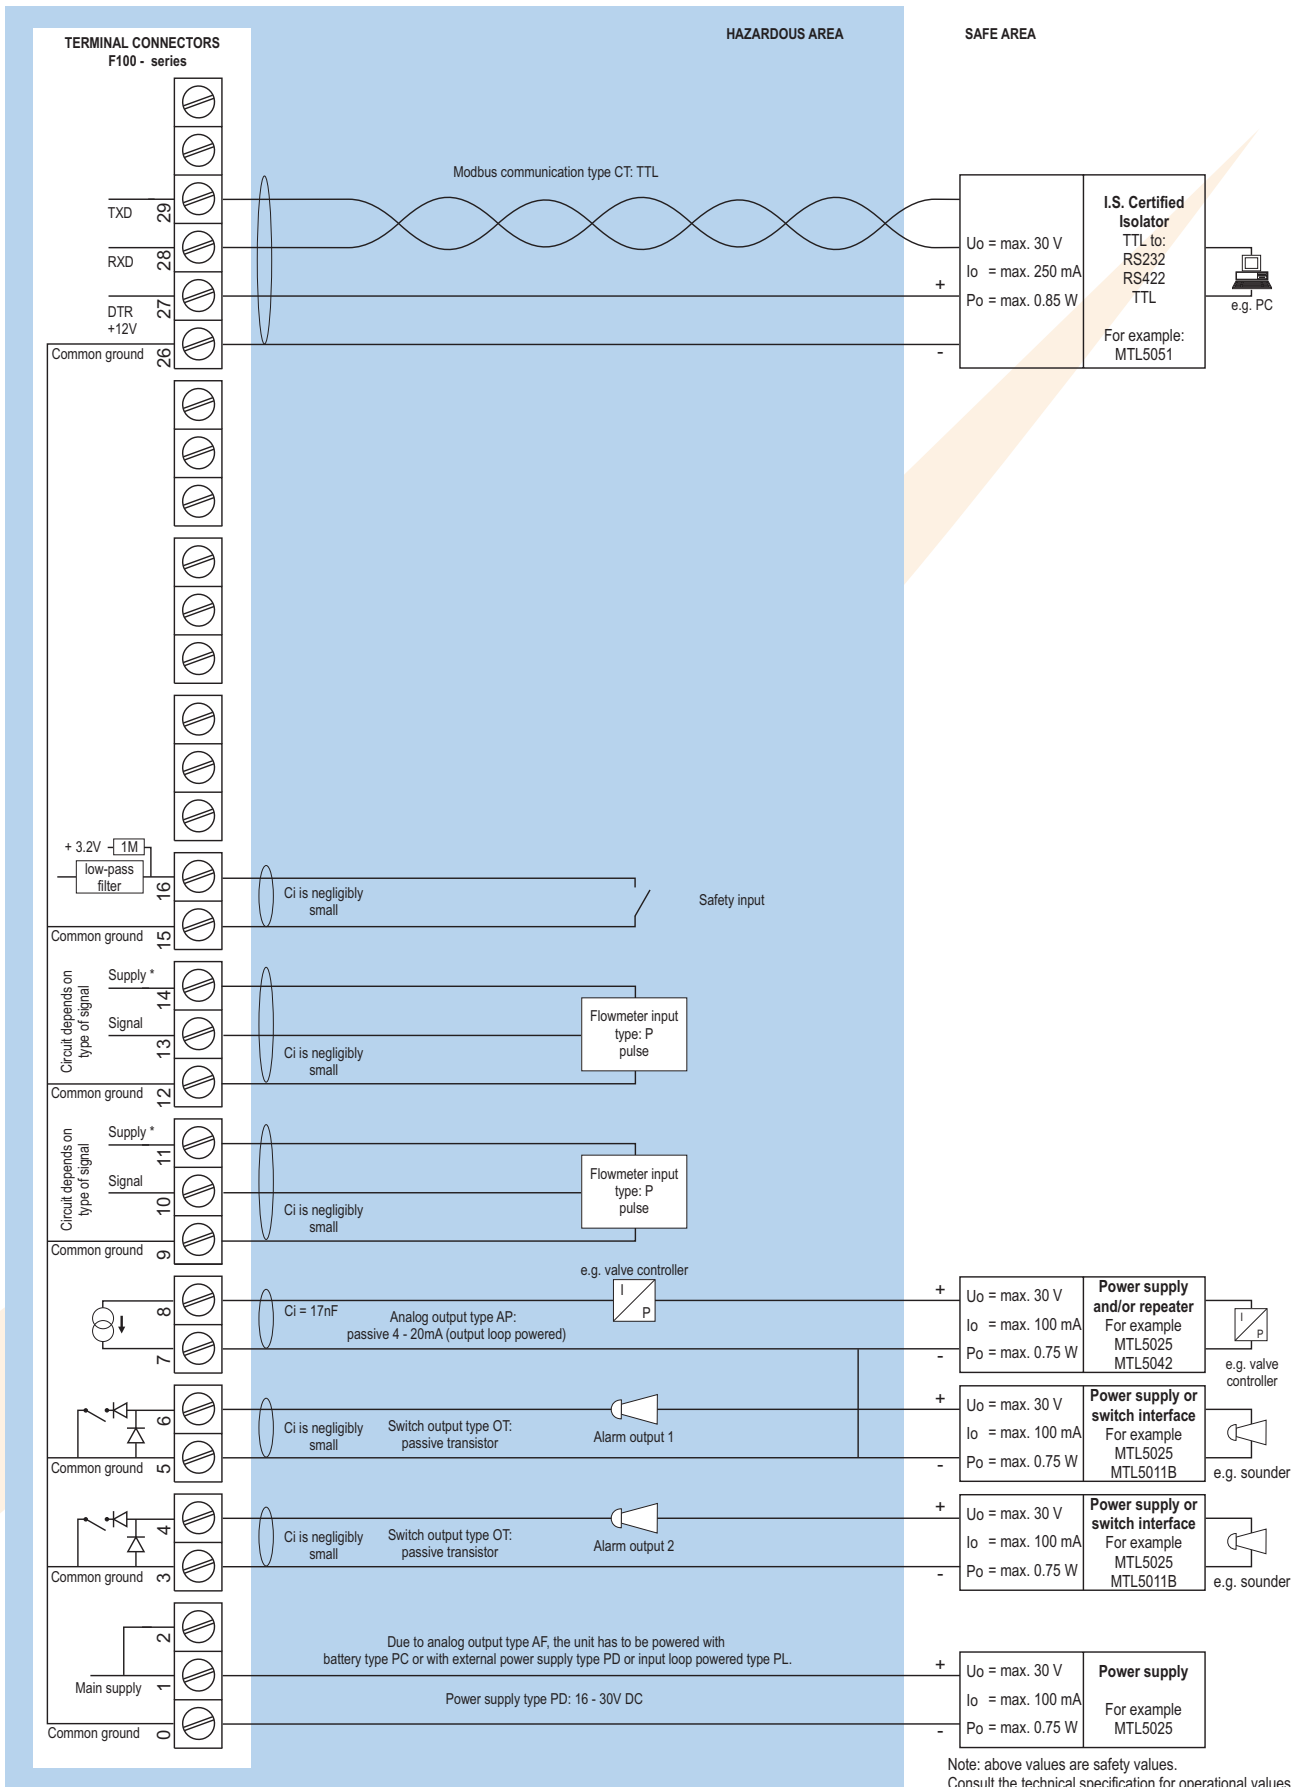 TERMINAL CONNECTORS
F100 - series
HAZARDOUS AREA
SAFE AREA
Modbus communication type CT: TTL
TXD
29
RXD
28
DTR
+12V
27
Common ground
26
+
-
Uo = max. 30 V
Io = max. 250 mA
Po = max. 0.85 W
I.S. Certified
Isolator
TTL to:
RS232
RS422
TTL
For example:
MTL5051
e.g. PC
+ 3.2V
1M
low-pass
filter
16
Common ground
15
Ci is negligibly
small
Safety input
Circuit depends on
type of signal
Supply *
14
Signal
13
Common ground
12
Ci is negligibly
small
Flowmeter input
type: P
pulse
Circuit depends on
type of signal
Supply *
11
Signal
10
Common ground
9
Ci is negligibly
small
Flowmeter input
type: P
pulse
8
7
Ci = 17nF
Analog output type AP:
passive 4 - 20mA (output loop powered)
e.g. valve controller
I
P
+
-
Uo = max. 30 V
Io = max. 100 mA
Po = max. 0.75 W
Power supply
and/or repeater
For example
MTL5025
MTL5042
I
P
e.g. valve
controller
6
Common ground
5
Ci is negligibly
small
Switch output type OT:
passive transistor
Alarm output 1
+
-
Uo = max. 30 V
Io = max. 100 mA
Po = max. 0.75 W
Power supply or
switch interface
For example
MTL5025
MTL5011B
e.g. sounder
4
Common ground
3
Ci is negligibly
small
Switch output type OT:
passive transistor
Alarm output 2
+
-
Uo = max. 30 V
Io = max. 100 mA
Po = max. 0.75 W
Power supply or
switch interface
For example
MTL5025
MTL5011B
e.g. sounder
2
Main supply
1
Common ground
0
Due to analog output type AF, the unit has to be powered with
battery type PC or with external power supply type PD or input loop powered type PL.
Power supply type PD: 16 - 30V DC
+
-
Uo = max. 30 V
Io = max. 100 mA
Po = max. 0.75 W
Power supply
For example
MTL5025
Note: above values are safety values.
Consult the technical specification for operational values